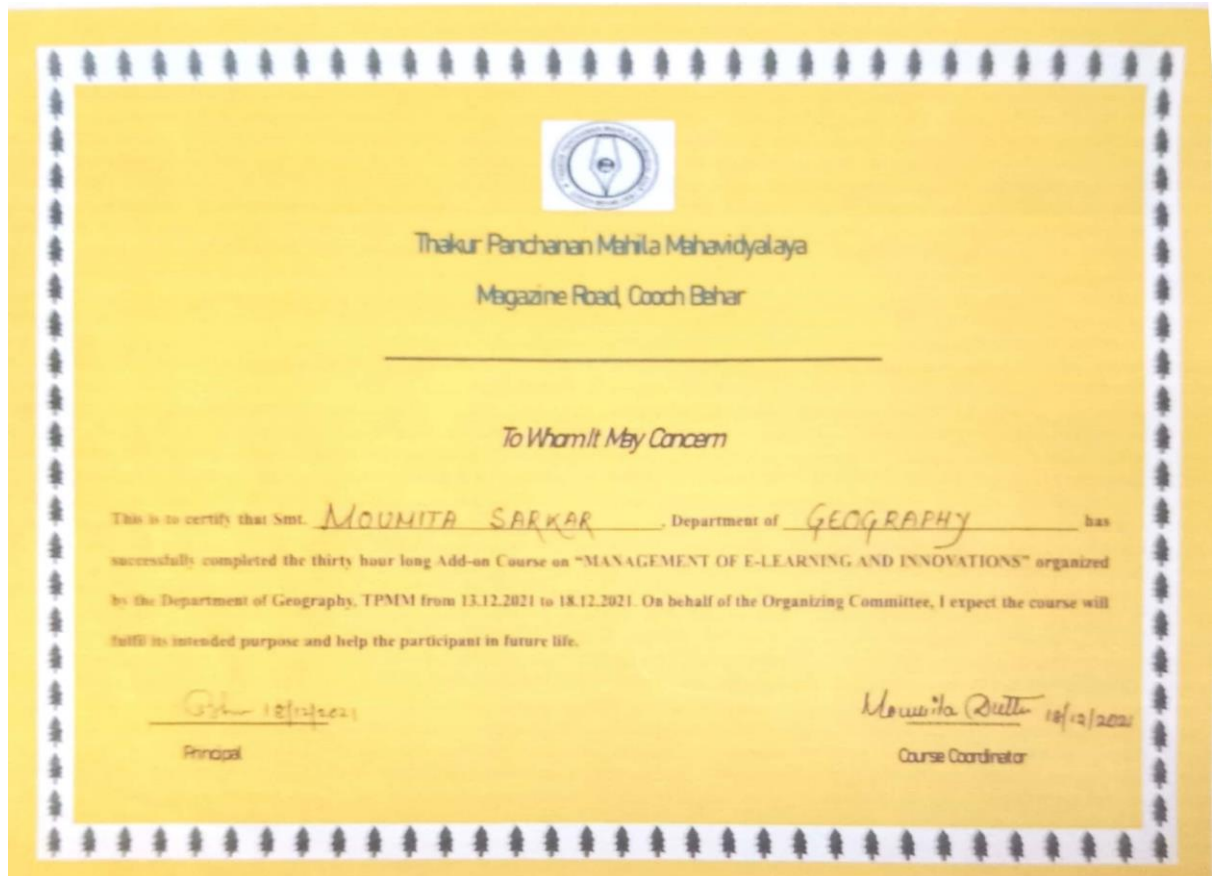 Thakur Panchanan Mahila Mahavidyalaya
Magazine Road, Cooch Behar
To Whom It May Concern
This is to certify that Smt. MOUMITA SARKAR, Department of GEOGRAPHY has
successfully completed the thirty hour long Add-on Course on “MANAGEMENT OF E-LEARNING AND INNOVATIONS” organized
by the Department of Geography, TPMM from 13.12.2021 to 18.12.2021. On behalf of the Organizing Committee, I expect the course will
fulfil its intended purpose and help the participant in future life.
18/12/2021
Moumita Dutta 18/12/2021
Principal
Course Coordinator